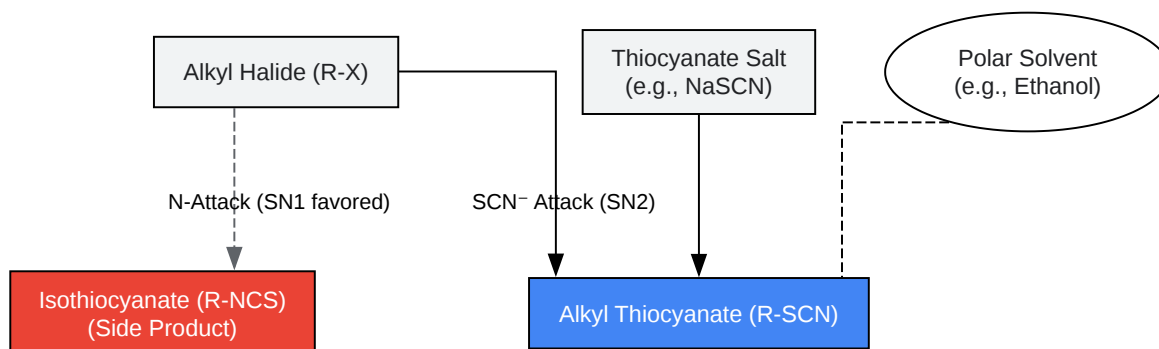 Alkyl Halide (R-X)
Thiocyanate Salt
(e.g., NaSCN)
Polar Solvent
(e.g., Ethanol)
N-Attack (SN1 favored)
SCN⁻ Attack (SN2)
Isothiocyanate (R-NCS)
(Side Product)
Alkyl Thiocyanate (R-SCN)